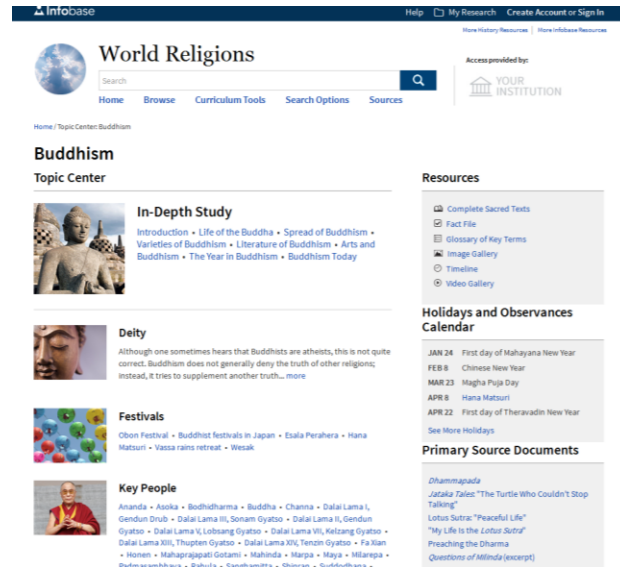 Infobase
Help My Research Create Account or Sign In
More History Resources | More Infobase Resources
World Religions
Access provided by:
Search
YOUR
INSTITUTION
Home Browse Curriculum Tools Search Options Sources
Home / Topic Center: Buddhism
Buddhism
Topic Center
In-Depth Study
Introduction • Life of the Buddha • Spread of Buddhism •
Varieties of Buddhism • Literature of Buddhism • Arts and
Buddhism • The Year in Buddhism • Buddhism Today
Deity
Although one sometimes hears that Buddhists are atheists, this is not quite
correct. Buddhism does not generally deny the truth of other religions;
instead, it tries to supplement another truth... more
Festivals
Obon Festival • Buddhist festivals in Japan • Esala Perahera • Hana
Matsuri • Vassa rains retreat • Wesak
Key People
Ananda • Asoka • Bodhidharma • Buddha • Channa • Dalai Lama I,
Gendun Drub • Dalai Lama III, Sonam Gyatso • Dalai Lama II, Gendun
Gyatso • Dalai Lama V, Lobsang Gyatso • Dalai Lama VII, Kelzang Gyatso •
Dalai Lama XIII, Thupten Gyatso • Dalai Lama XIV, Tenzin Gyatso • Fa Xian
• Honen • Mahaprajapati Gotami • Mahinda • Marpa • Maya • Milarepa •
Padmasambhava • Rahula • Sanghamitta • Shinran • Suddhodana •
Resources
Complete Sacred Texts
Fact File
Glossary of Key Terms
Image Gallery
Timeline
Video Gallery
Holidays and Observances
Calendar
JAN 24 First day of Mahayana New Year
FEB 8 Chinese New Year
MAR 23 Magha Puja Day
APR 8 Hana Matsuri
APR 22 First day of Theravadin New Year
See More Holidays
Primary Source Documents
Dhammapada
Jataka Tales: "The Turtle Who Couldn't Stop
Talking"
Lotus Sutra: "Peaceful Life"
"My Life Is the Lotus Sutra"
Preaching the Dharma
Questions of Milinda (excerpt)